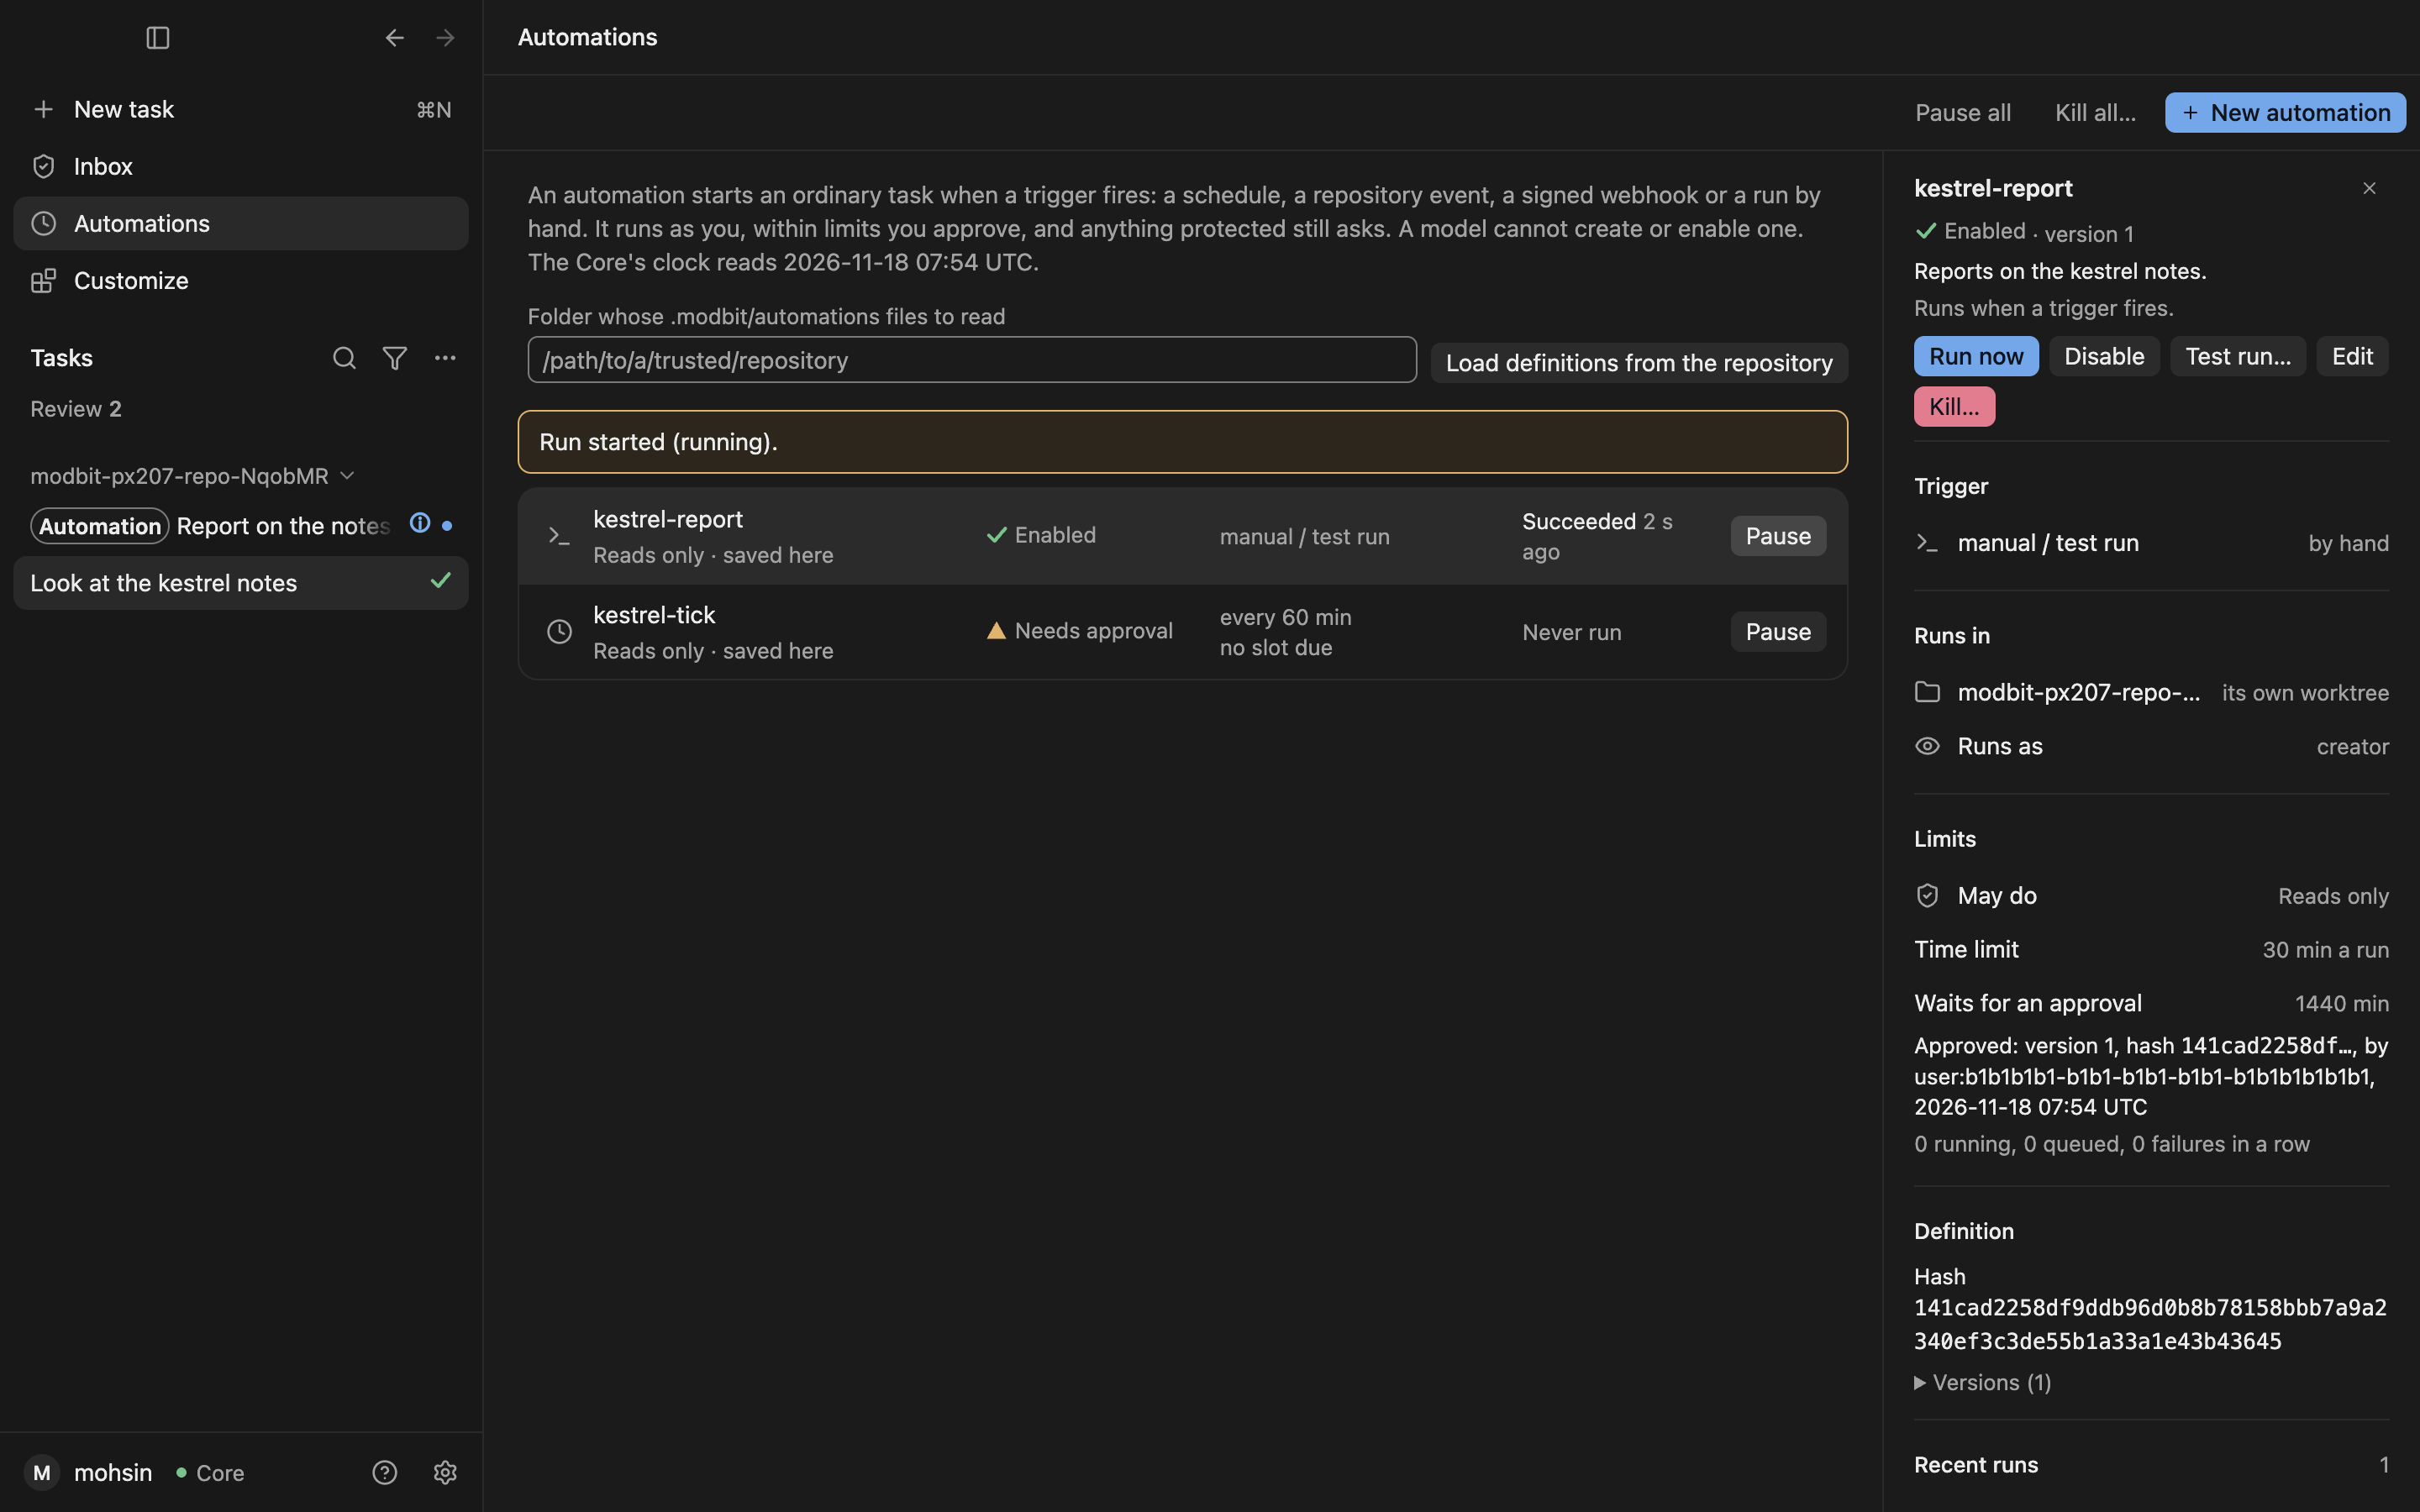 New task ⌘N
Inbox
Automations
Customize
Tasks
Review 2
modbit-px207-repo-NqobMR
Automation Report on the notes
Look at the kestrel notes
M mohsin Core
Automations
Pause all Kill all... + New automation
An automation starts an ordinary task when a trigger fires: a schedule, a repository event, a signed webhook or a run by
hand. It runs as you, within limits you approve, and anything protected still asks. A model cannot create or enable one.
The Core's clock reads 2026-11-18 07:54 UTC.
Folder whose .modbit/automations files to read
/path/to/a/trusted/repository Load definitions from the repository
Run started (running).
kestrel-report
Reads only · saved here
Enabled
manual / test run
Succeeded 2 s
ago
Pause
kestrel-tick
Reads only · saved here
Needs approval
every 60 min
no slot due
Never run
Pause
kestrel-report
Enabled · version 1
Reports on the kestrel notes.
Runs when a trigger fires.
Run now Disable Test run... Edit
Kill...
Trigger
manual / test run by hand
Runs in
modbit-px207-repo-... its own worktree
Runs as creator
Limits
May do Reads only
Time limit 30 min a run
Waits for an approval 1440 min
Approved: version 1, hash 141cad2258df…, by
user:b1b1b1b1-b1b1-b1b1-b1b1-b1b1b1b1b1b1,
2026-11-18 07:54 UTC
0 running, 0 queued, 0 failures in a row
Definition
Hash
141cad2258df9ddb96d0b8b78158bbb7a9a2
340ef3c3de55b1a33a1e43b43645
Versions (1)
Recent runs 1